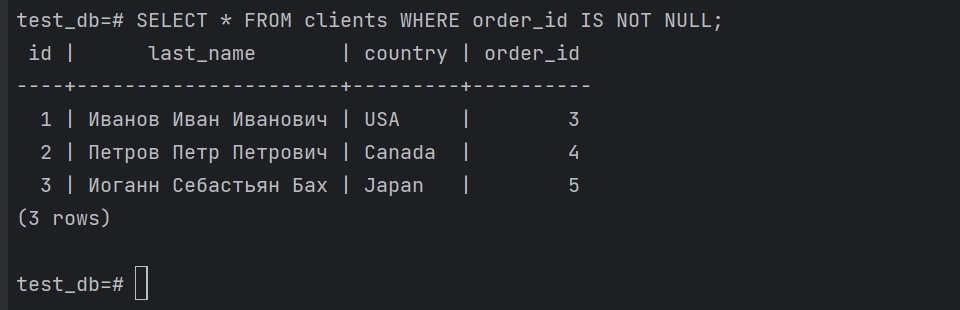 test_db=# SELECT * FROM clients WHERE order_id IS NOT NULL;
 id |      last_name       | country | order_id
----+----------------------+---------+----------
  1 | Иванов Иван Иванович | USA     |        3
  2 | Петров Петр Петрович | Canada  |        4
  3 | Иоганн Себастьян Бах | Japan   |        5
(3 rows)
test_db=#